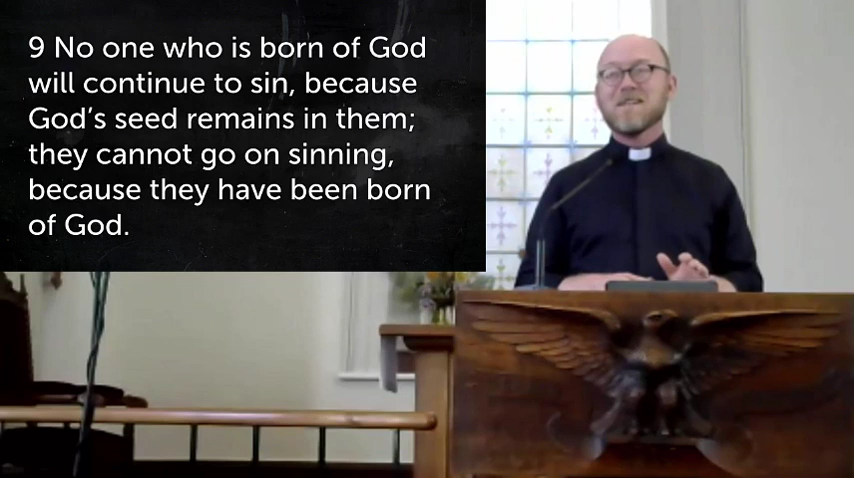 9 No one who is born of God
will continue to sin, because
God's seed remains in them;
they cannot go on sinning,
because they have been born
of God.